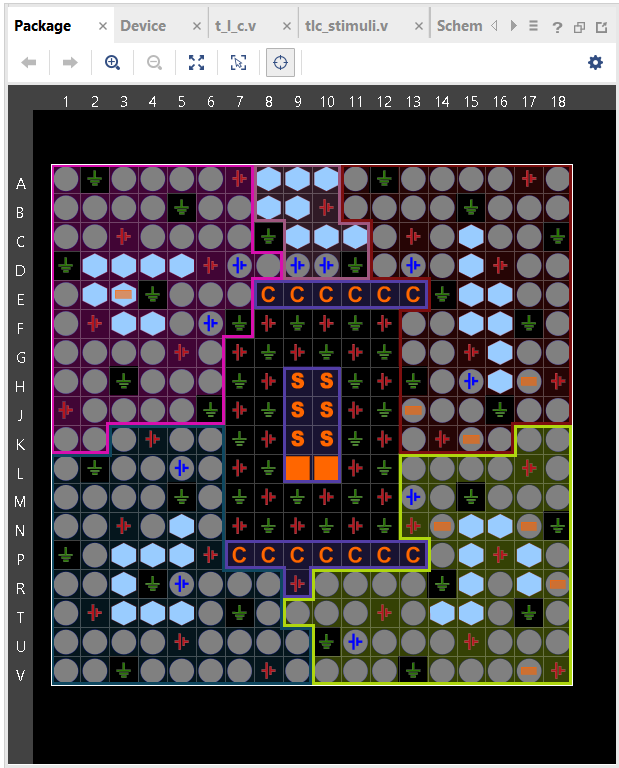 Package × Device × t_l_c.v × tlc_stimuli.v × Schem
?
1 2 3 4 5 6 7 8 9 10 11 12 13 14 15 16 17 18
A
B
C
D
E C C C C C C
F
G
H S S
J S S
K S S
L
M
N
P C C C C C C C
R
T
U
V